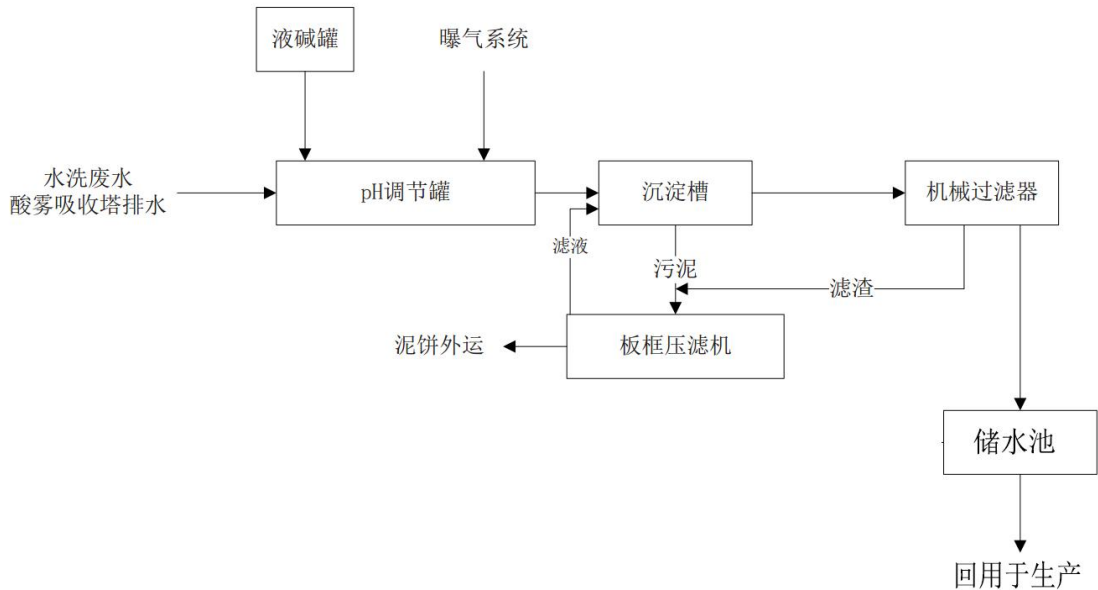 液碱罐
曝气系统
水洗废水
酸雾吸收塔排水
pH调节罐
沉淀槽
机械过滤器
滤液
污泥
滤渣
泥饼外运
板框压滤机
储水池
回用于生产